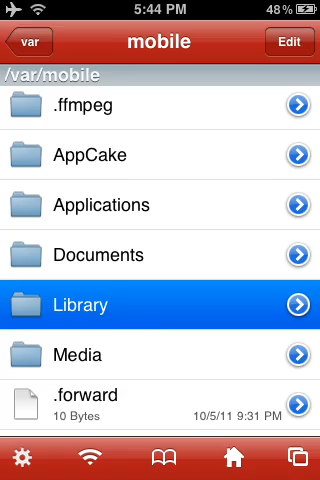 5:44 PM 48%
var mobile Edit
/var/mobile
.ffmpeg
AppCake
Applications
Documents
Library
Media
.forward
10 Bytes 10/5/11 9:31 PM